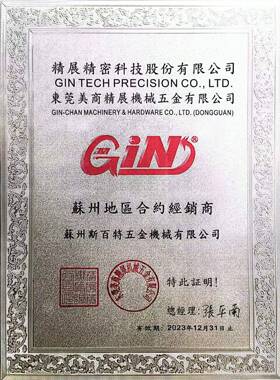 精展精密科技股份有限公司
GIN TECH PRECISION CO., LTD.
東莞美商精展機械五金有限公司
GIN-CHAN MACHINERY & HARDWARE CO., LTD. (DONGGUAN)
GIN®
蘇州地區合約經銷商
蘇州斯百特五金機械有限公司
特此証明!
總經理:
有效期: 2023年12月31日止